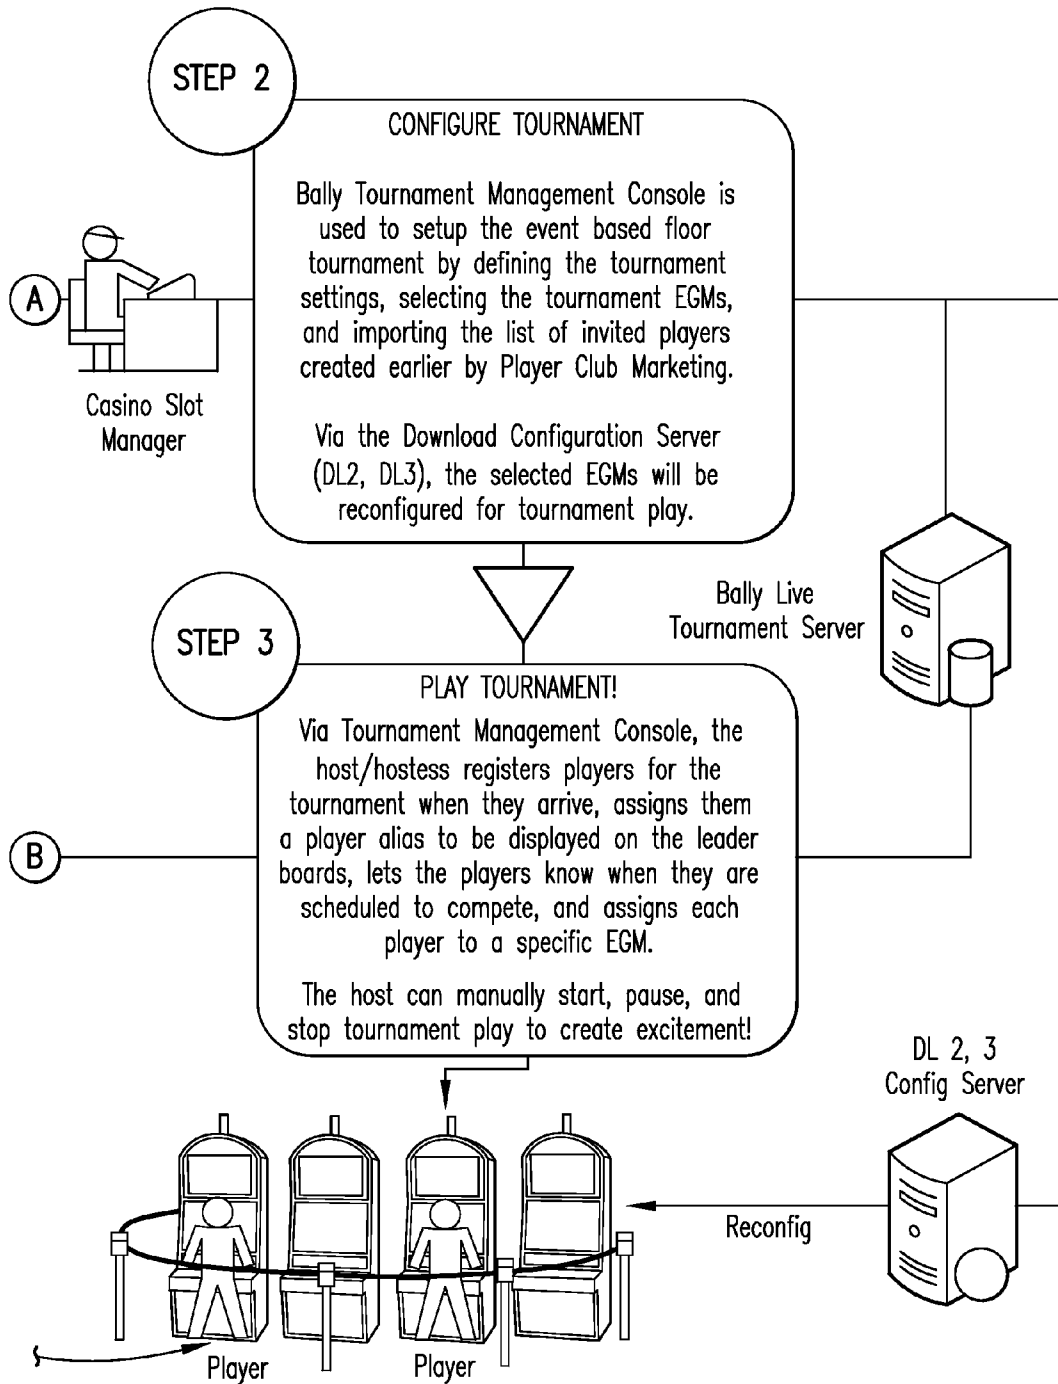 STEP 2
CONFIGURE TOURNAMENT
Bally Tournament Management Console is
used to setup the event based floor
tournament by defining the tournament
settings, selecting the tournament EGMs,
and importing the list of invited players
created earlier by Player Club Marketing.
Via the Download Configuration Server
(DL2, DL3), the selected EGMs will be
reconfigured for tournament play.
A
Casino Slot
Manager
Bally Live
Tournament Server
STEP 3
PLAY TOURNAMENT!
Via Tournament Management Console, the
host/hostess registers players for the
tournament when they arrive, assigns them
a player alias to be displayed on the leader
boards, lets the players know when they are
scheduled to compete, and assigns each
player to a specific EGM.
The host can manually start, pause, and
stop tournament play to create excitement!
B
DL 2, 3
Config Server
Reconfig
Player
Player